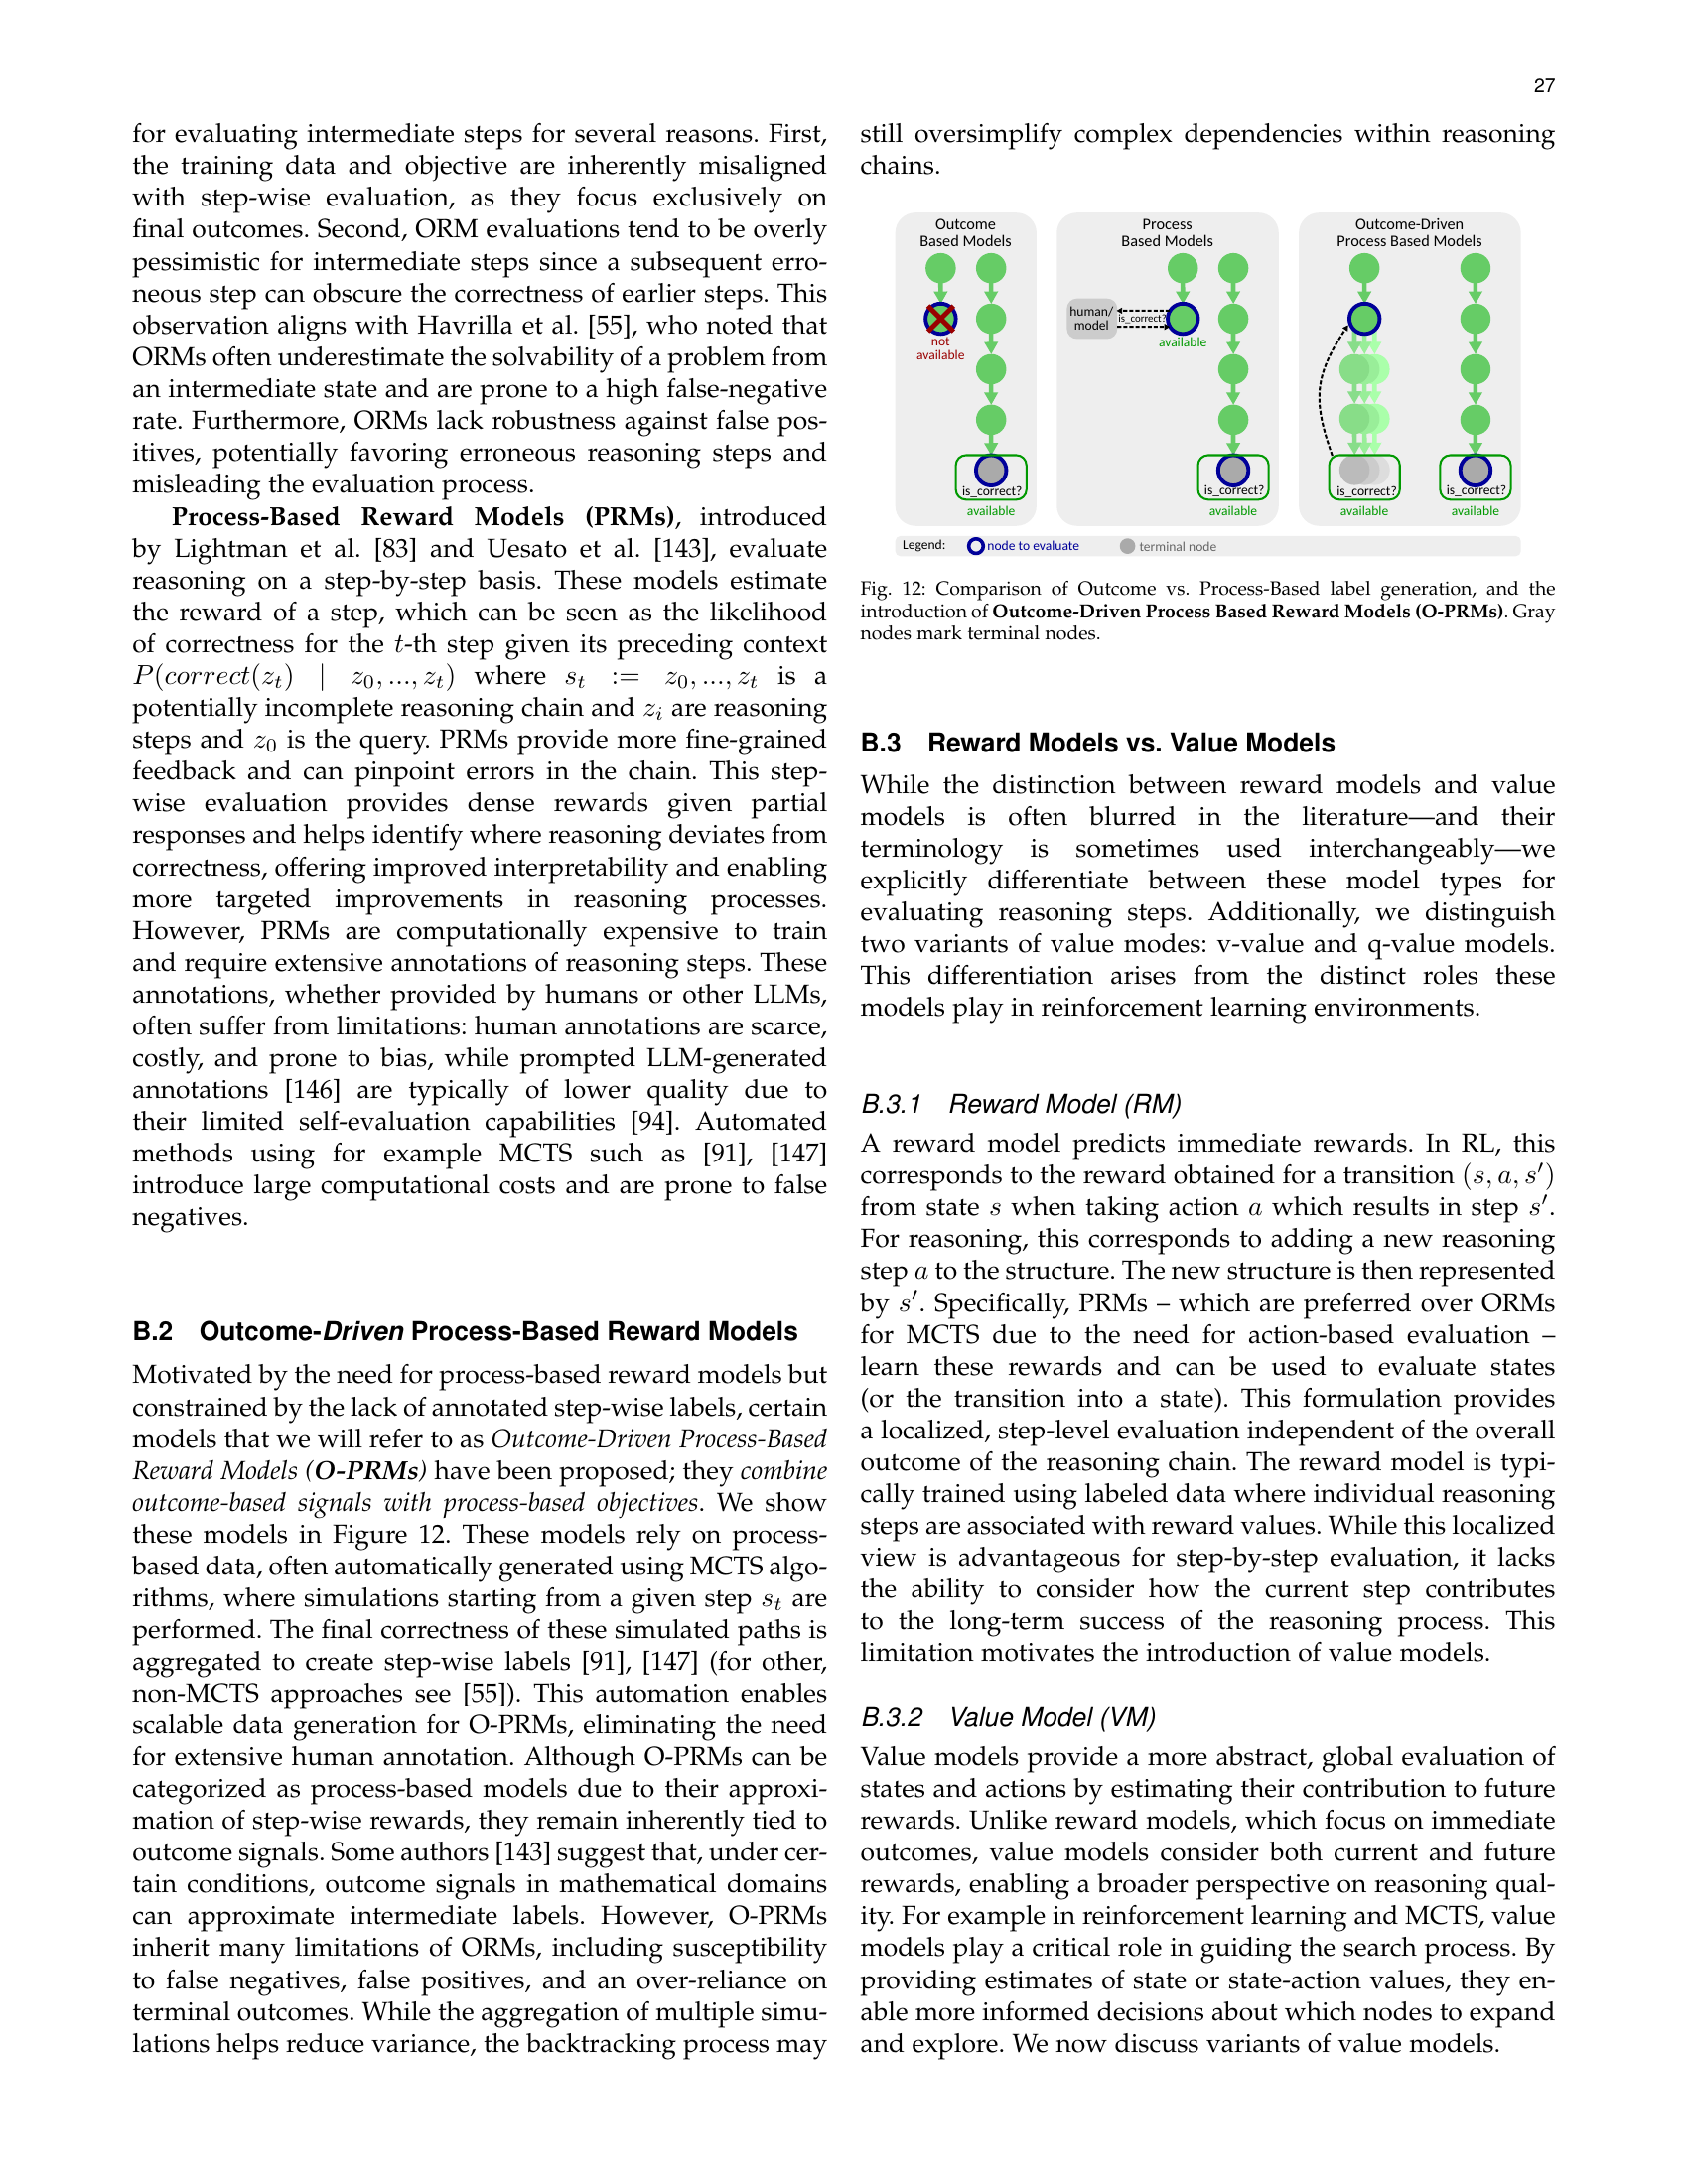 27
for evaluating intermediate steps for several reasons. First,
the training data and objective are inherently misaligned
with step-wise evaluation, as they focus exclusively on
final outcomes. Second, ORM evaluations tend to be overly
pessimistic for intermediate steps since a subsequent erro-
neous step can obscure the correctness of earlier steps. This
observation aligns with Havrilla et al. [55], who noted that
ORMs often underestimate the solvability of a problem from
an intermediate state and are prone to a high false-negative
rate. Furthermore, ORMs lack robustness against false pos-
itives, potentially favoring erroneous reasoning steps and
misleading the evaluation process.
Process-Based Reward Models (PRMs), introduced
by Lightman et al. [83] and Uesato et al. [143], evaluate
reasoning on a step-by-step basis. These models estimate
the reward of a step, which can be seen as the likelihood
of correctness for the t-th step given its preceding context
P(correct(z_t) | z_0, ..., z_t) where s_t := z_0, ..., z_t is a
potentially incomplete reasoning chain and z_i are reasoning
steps and z_0 is the query. PRMs provide more fine-grained
feedback and can pinpoint errors in the chain. This step-
wise evaluation provides dense rewards given partial
responses and helps identify where reasoning deviates from
correctness, offering improved interpretability and enabling
more targeted improvements in reasoning processes.
However, PRMs are computationally expensive to train
and require extensive annotations of reasoning steps. These
annotations, whether provided by humans or other LLMs,
often suffer from limitations: human annotations are scarce,
costly, and prone to bias, while prompted LLM-generated
annotations [146] are typically of lower quality due to
their limited self-evaluation capabilities [94]. Automated
methods using for example MCTS such as [91], [147]
introduce large computational costs and are prone to false
negatives.
B.2 Outcome-Driven Process-Based Reward Models
Motivated by the need for process-based reward models but
constrained by the lack of annotated step-wise labels, certain
models that we will refer to as Outcome-Driven Process-Based
Reward Models (O-PRMs) have been proposed; they combine
outcome-based signals with process-based objectives. We show
these models in Figure 12. These models rely on process-
based data, often automatically generated using MCTS algo-
rithms, where simulations starting from a given step s_t are
performed. The final correctness of these simulated paths is
aggregated to create step-wise labels [91], [147] (for other,
non-MCTS approaches see [55]). This automation enables
scalable data generation for O-PRMs, eliminating the need
for extensive human annotation. Although O-PRMs can be
categorized as process-based models due to their approxi-
mation of step-wise rewards, they remain inherently tied to
outcome signals. Some authors [143] suggest that, under cer-
tain conditions, outcome signals in mathematical domains
can approximate intermediate labels. However, O-PRMs
inherit many limitations of ORMs, including susceptibility
to false negatives, false positives, and an over-reliance on
terminal outcomes. While the aggregation of multiple simu-
lations helps reduce variance, the backtracking process may
still oversimplify complex dependencies within reasoning
chains.
Outcome
Based Models
not
available
is_correct?
available
Process
Based Models
human/
model
is_correct?
available
is_correct?
available
Outcome-Driven
Process Based Models
is_correct?
available
is_correct?
available
Legend: node to evaluate terminal node
Fig. 12: Comparison of Outcome vs. Process-Based label generation, and the
introduction of Outcome-Driven Process Based Reward Models (O-PRMs). Gray
nodes mark terminal nodes.
B.3 Reward Models vs. Value Models
While the distinction between reward models and value
models is often blurred in the literature—and their
terminology is sometimes used interchangeably—we
explicitly differentiate between these model types for
evaluating reasoning steps. Additionally, we distinguish
two variants of value modes: v-value and q-value models.
This differentiation arises from the distinct roles these
models play in reinforcement learning environments.
B.3.1 Reward Model (RM)
A reward model predicts immediate rewards. In RL, this
corresponds to the reward obtained for a transition (s, a, s′)
from state s when taking action a which results in step s′.
For reasoning, this corresponds to adding a new reasoning
step a to the structure. The new structure is then represented
by s′. Specifically, PRMs – which are preferred over ORMs
for MCTS due to the need for action-based evaluation –
learn these rewards and can be used to evaluate states
(or the transition into a state). This formulation provides
a localized, step-level evaluation independent of the overall
outcome of the reasoning chain. The reward model is typi-
cally trained using labeled data where individual reasoning
steps are associated with reward values. While this localized
view is advantageous for step-by-step evaluation, it lacks
the ability to consider how the current step contributes
to the long-term success of the reasoning process. This
limitation motivates the introduction of value models.
B.3.2 Value Model (VM)
Value models provide a more abstract, global evaluation of
states and actions by estimating their contribution to future
rewards. Unlike reward models, which focus on immediate
outcomes, value models consider both current and future
rewards, enabling a broader perspective on reasoning qual-
ity. For example in reinforcement learning and MCTS, value
models play a critical role in guiding the search process. By
providing estimates of state or state-action values, they en-
able more informed decisions about which nodes to expand
and explore. We now discuss variants of value models.